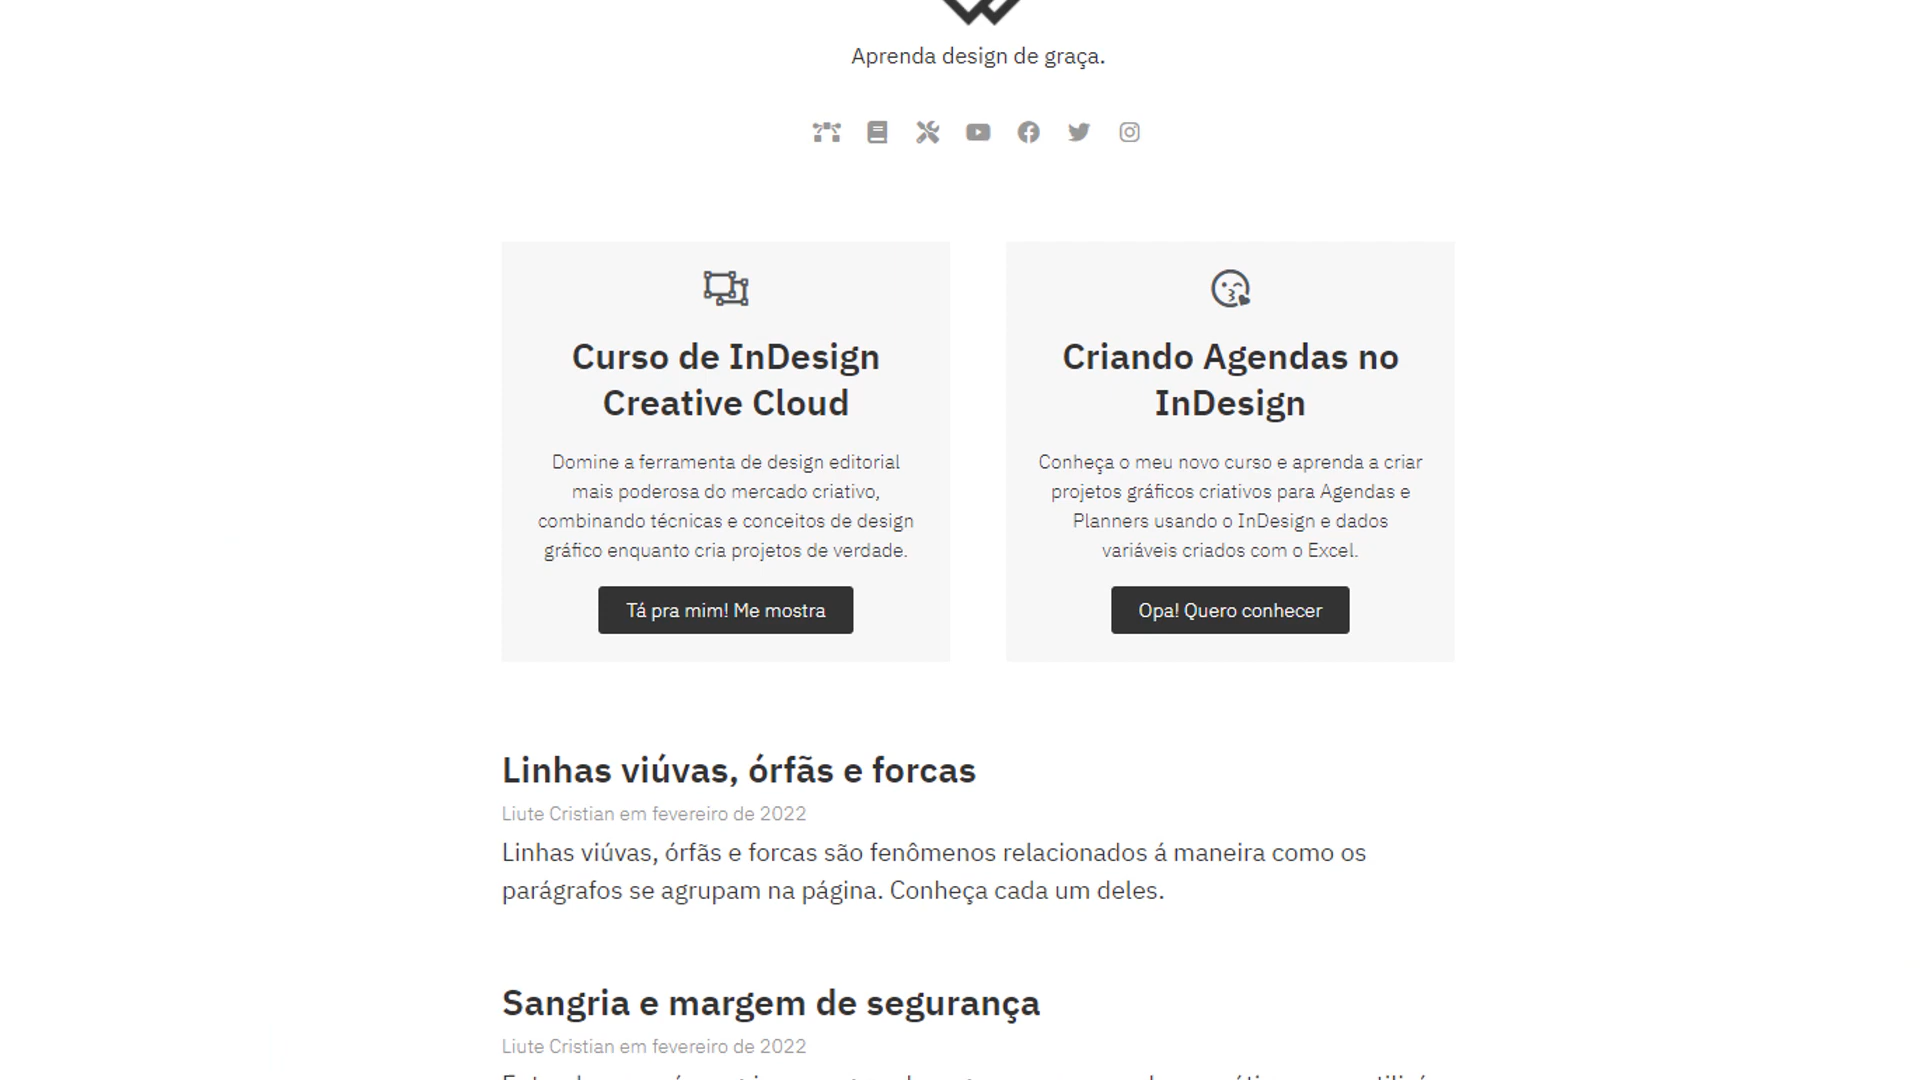 Aprenda design de graça.
Curso de InDesign
Creative Cloud
Domine a ferramenta de design editorial
mais poderosa do mercado criativo,
combinando técnicas e conceitos de design
gráfico enquanto cria projetos de verdade.
Tá pra mim! Me mostra
Criando Agendas no
InDesign
Conheça o meu novo curso e aprenda a criar
projetos gráficos criativos para Agendas e
Planners usando o InDesign e dados
variáveis criados com o Excel.
Opa! Quero conhecer
Linhas viúvas, órfãs e forcas
Liute Cristian em fevereiro de 2022
Linhas viúvas, órfãs e forcas são fenômenos relacionados á maneira como os
parágrafos se agrupam na página. Conheça cada um deles.
Sangria e margem de segurança
Liute Cristian em fevereiro de 2022